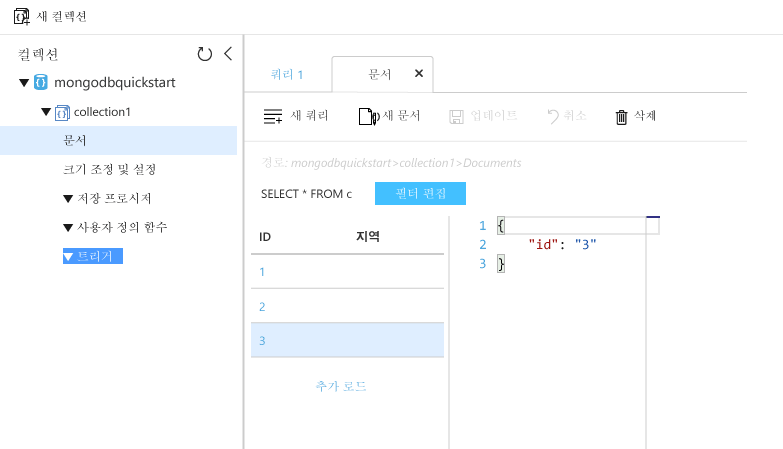 새 컬렉션
컬렉션
mongodbquickstart
collection1
문서
크기 조정 및 설정
저장 프로시저
사용자 정의 함수
트리거
쿼리 1
문서
새 쿼리
새 문서
업데이트
취소
삭제
경로: mongodbquickstart>collection1>Documents
SELECT * FROM c
필터 편집
ID 지역
1
2
3
추가 로드
1 {
2 "id": "3"
3 }